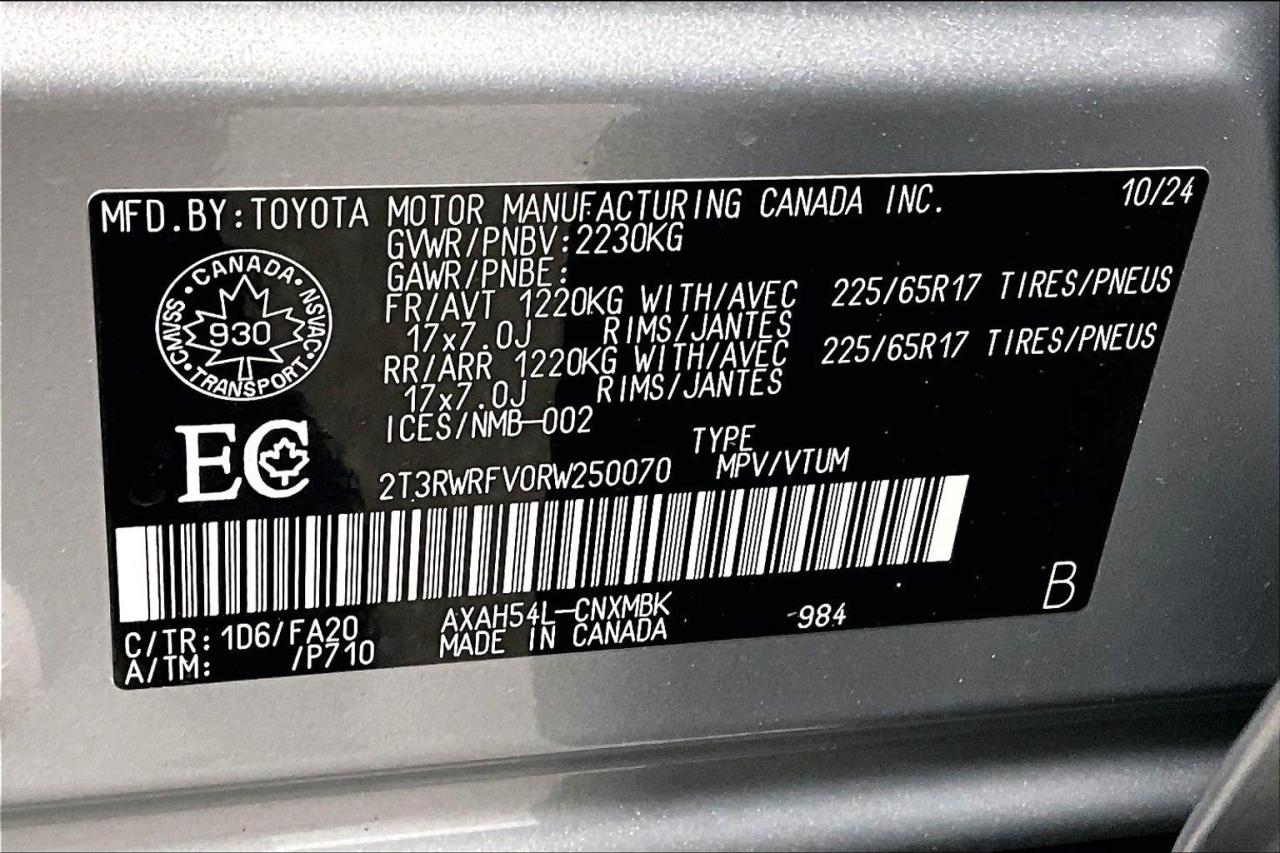 MFD.BY:TOYOTA MOTOR MANUFACTURING CANADA INC. 10/24
GVWR/PNBV:2230KG
GAWR/PNBE:
FR/AVT 1220KG WITH/AVEC 225/65R17 TIRES/PNEUS
17x7.0J RIMS/JANTES
RR/ARR 1220KG WITH/AVEC 225/65R17 TIRES/PNEUS
17x7.0J RIMS/JANTES
ICES/NMB-002
CANADA · NSVAC · TRANSPORT · CMVSS ·
930
EC
TYPE
2T3RWRFV0RW250070 MPV/VTUM
C/TR: 1D6/FA20 AXAH54L-CNXMBK -984 B
A/TM: /P710 MADE IN CANADA